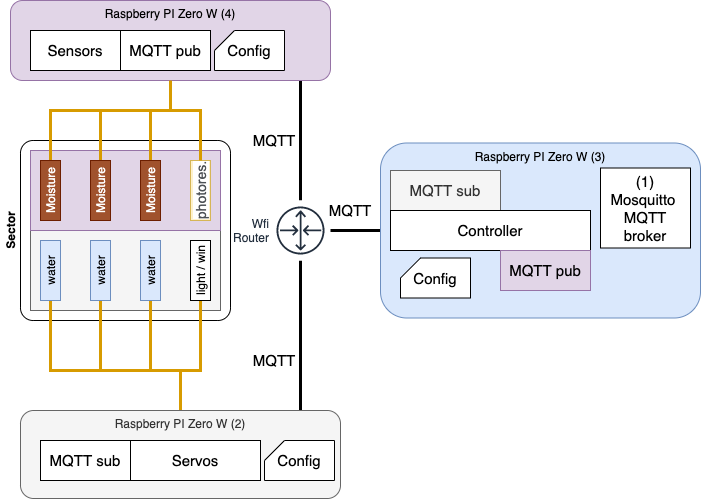 Raspberry PI Zero W (4)
Sensors
MQTT pub
Config
MQTT
Sector
Moisture
Moisture
Moisture
photores.
water
water
water
light / win
Wfi
Router
MQTT
MQTT
Raspberry PI Zero W (3)
MQTT sub
Controller
MQTT pub
Config
(1)
Mosquitto
MQTT
broker
Raspberry PI Zero W (2)
MQTT sub
Servos
Config